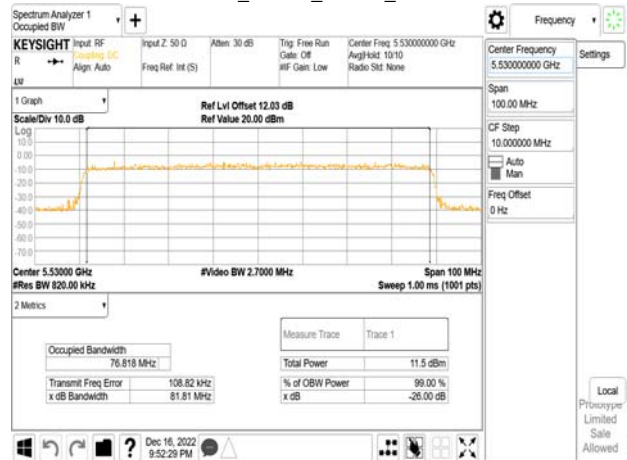 Spectrum Analyzer 1
Occupied BW
Frequency
KEYSIGHT
Input: RF
Coupling: DC
Align: Auto
Input Z: 50 Ω
Freq Ref: Int (S)
Atten: 30 dB
Trig: Free Run
Gate: Off
#IF Gain: Low
Center Freq: 5.530000000 GHz
Avg|Hold: 10/10
Radio Std: None
R
Center Frequency
5.530000000 GHz
Settings
Span
100.00 MHz
CF Step
10.000000 MHz
Auto
Man
Freq Offset
0 Hz
1 Graph
Scale/Div 10.0 dB
Ref Lvl Offset 12.03 dB
Ref Value 20.00 dBm
Log
10.0
0.00
-10.0
-20.0
-30.0
-40.0
-50.0
-60.0
-70.0
Center 5.53000 GHz
#Res BW 820.00 kHz
#Video BW 2.7000 MHz
Span 100 MHz
Sweep 1.00 ms (1001 pts)
2 Metrics
Measure Trace
Trace 1
Occupied Bandwidth
76.818 MHz
Total Power
11.5 dBm
Transmit Freq Error
108.82 kHz
% of OBW Power
99.00 %
x dB Bandwidth
81.81 MHz
x dB
-26.00 dB
Local
Prototype
Limited
Sale
Allowed
?
Dec 16, 2022
9:52:29 PM